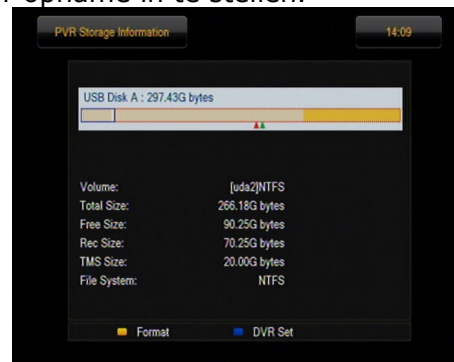 opname in te stellen.
PVR Storage Information
14:09
USB Disk A : 297.43G bytes
Volume: [uda2]NTFS
Total Size: 266.18G bytes
Free Size: 90.25G bytes
Rec Size: 70.25G bytes
TMS Size: 20.00G bytes
File System: NTFS
Format DVR Set